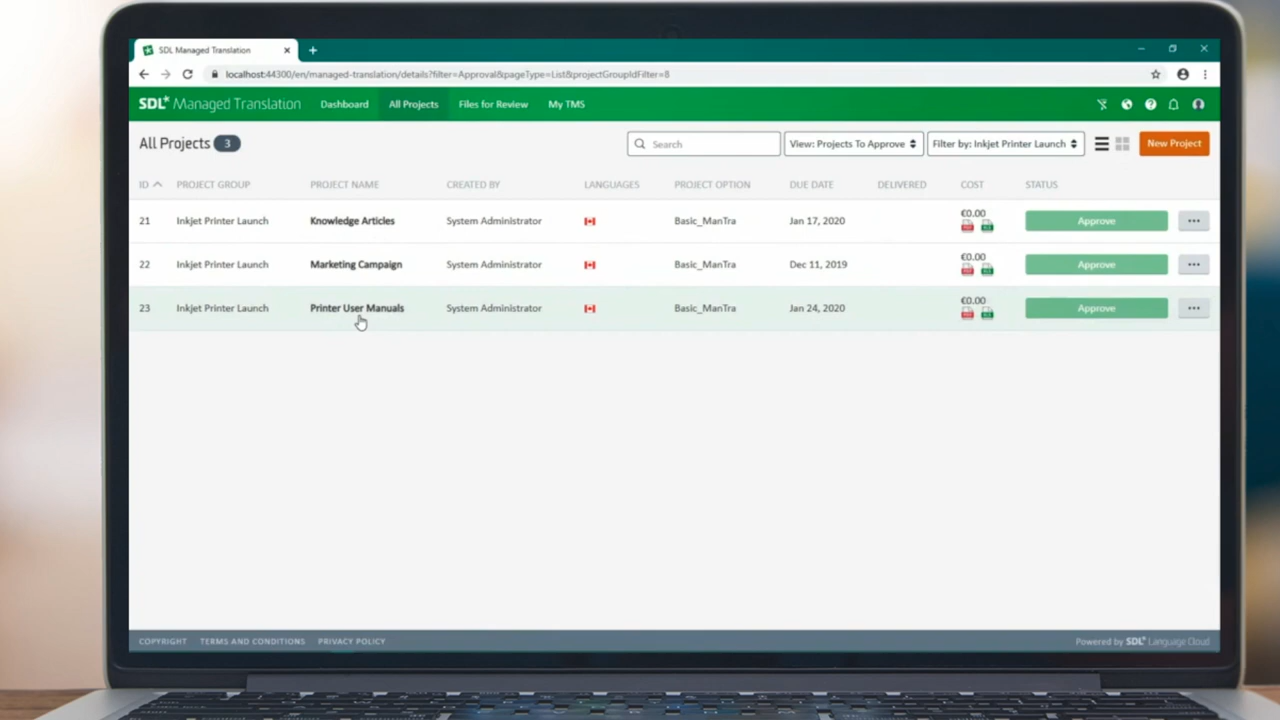 SDL Managed Translation
localhost:44300/en/managed-translation/details?filter=Approval&pageType=List&projectGroupIdFilter=8
SDL* Managed Translation Dashboard All Projects Files for Review My TMS
All Projects 3 Search View: Projects To Approve Filter by: Inkjet Printer Launch New Project
ID PROJECT GROUP PROJECT NAME CREATED BY LANGUAGES PROJECT OPTION DUE DATE DELIVERED COST STATUS
21 Inkjet Printer Launch Knowledge Articles System Administrator Basic_ManTra Jan 17, 2020 €0.00 Approve ...
22 Inkjet Printer Launch Marketing Campaign System Administrator Basic_ManTra Dec 11, 2019 €0.00 Approve ...
23 Inkjet Printer Launch Printer User Manuals System Administrator Basic_ManTra Jan 24, 2020 €0.00 Approve ...
COPYRIGHT TERMS AND CONDITIONS PRIVACY POLICY Powered by SDL* Language Cloud